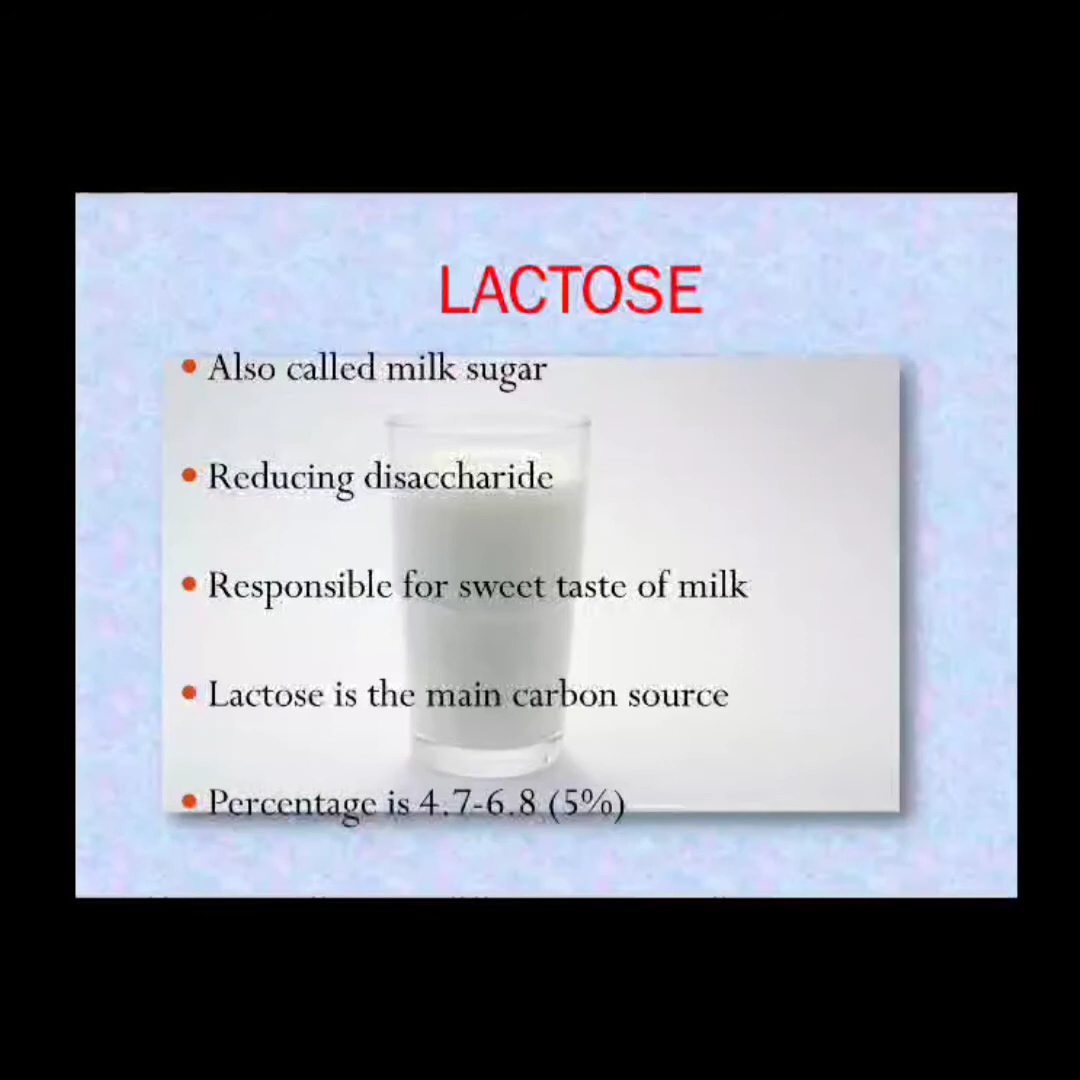 LACTOSE
• Also called milk sugar
• Reducing disaccharide
• Responsible for sweet taste of milk
• Lactose is the main carbon source
• Percentage is 4.7-6.8 (5%)